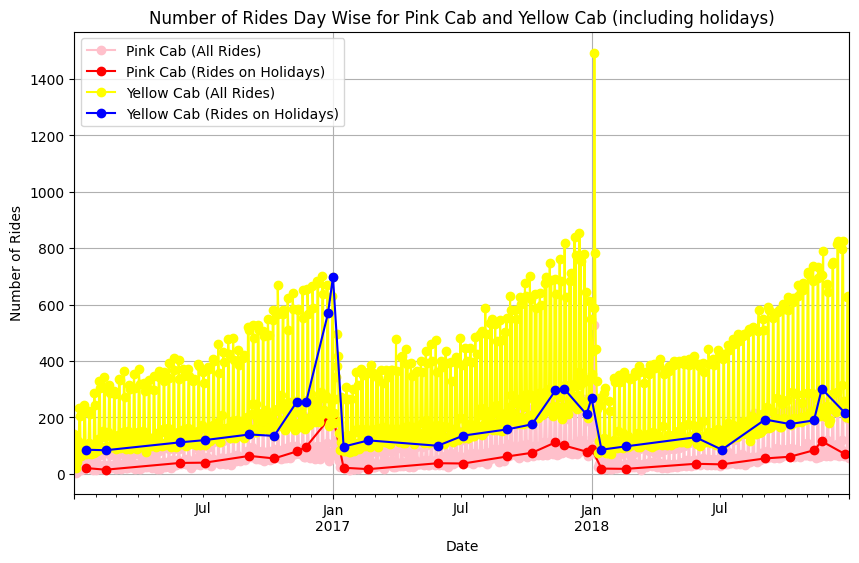 Number of Rides Day Wise for Pink Cab and Yellow Cab (including holidays)
Pink Cab (All Rides)
Pink Cab (Rides on Holidays)
Yellow Cab (All Rides)
Yellow Cab (Rides on Holidays)
Number of Rides
1400
1200
1000
800
600
400
200
0
Jul
Jan
2017
Jul
Jan
2018
Jul
Date